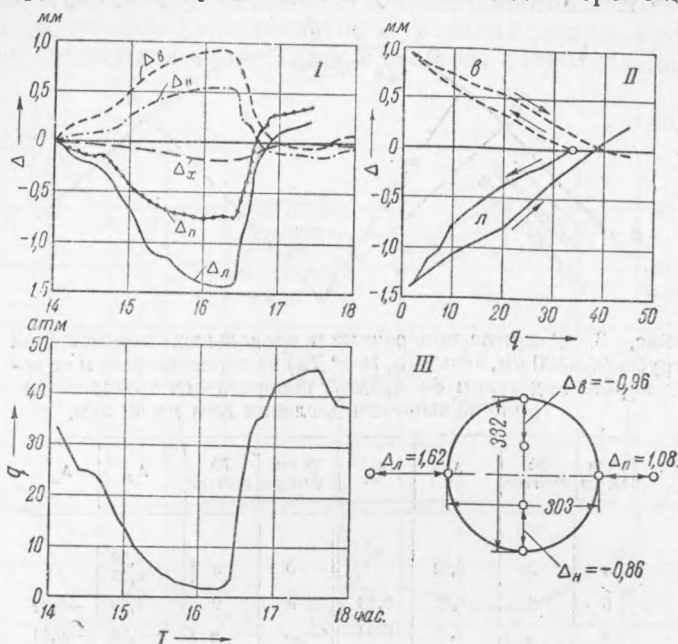 мм
1,0
0,5
0
-0,5
-1,0
-1,5
Δ
Δв
Δн
Δх
Δп
Δл
I
14 15 16 17 18
мм
1,0
0,5
0
-0,5
-1,0
-1,5
Δ
в
л
II
0 10 20 30 40 50
q
атм
50
40
30
20
10
0
q
14 15 16 17 18 час.
T
III
Δв=-0,96
Δл=1,62
Δп=1,081
302
303
Δн=-0,86